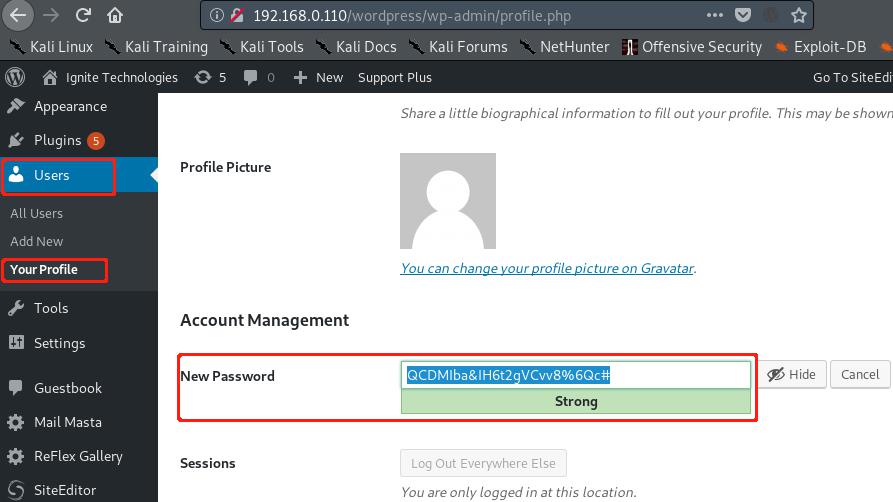 192.168.0.110/wordpress/wp-admin/profile.php
Kali Linux Kali Training Kali Tools Kali Docs Kali Forums NetHunter Offensive Security Exploit-DB
Ignite Technologies 5 0 New Support Plus Go To SiteEdi
Appearance
Plugins 5
Users
All Users
Add New
Your Profile
Tools
Settings
Guestbook
Mail Masta
ReFlex Gallery
SiteEditor
Share a little biographical information to fill out your profile. This may be shown
Profile Picture
You can change your profile picture on Gravatar.
Account Management
New Password QCDMIba&IH6t2gVCvv8%6Qc# Hide Cancel
Strong
Sessions Log Out Everywhere Else
You are only logged in at this location.